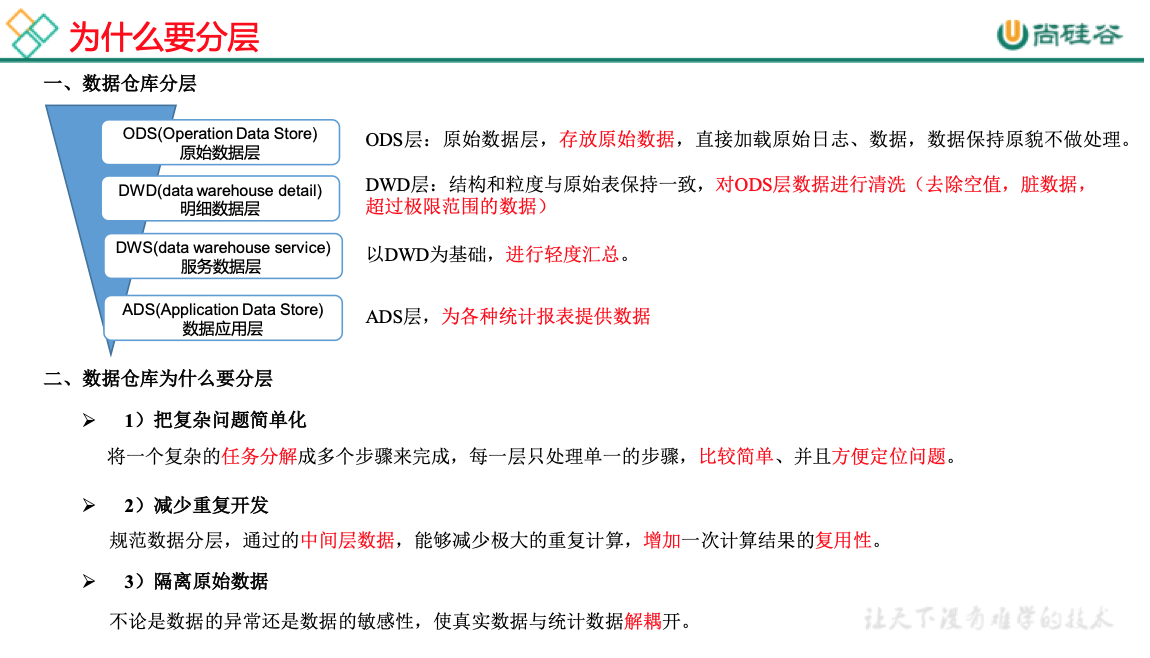 为什么要分层
尚硅谷
一、数据仓库分层
ODS(Operation Data Store)
原始数据层
ODS层：原始数据层，存放原始数据，直接加载原始日志、数据，数据保持原貌不做处理。
DWD(data warehouse detail)
明细数据层
DWD层：结构和粒度与原始表保持一致，对ODS层数据进行清洗（去除空值，脏数据，
超过极限范围的数据）
DWS(data warehouse service)
服务数据层
以DWD为基础，进行轻度汇总。
ADS(Application Data Store)
数据应用层
ADS层，为各种统计报表提供数据
二、数据仓库为什么要分层
➢ 1）把复杂问题简单化
将一个复杂的任务分解成多个步骤来完成，每一层只处理单一的步骤，比较简单、并且方便定位问题。
➢ 2）减少重复开发
规范数据分层，通过的中间层数据，能够减少极大的重复计算，增加一次计算结果的复用性。
➢ 3）隔离原始数据
不论是数据的异常还是数据的敏感性，使真实数据与统计数据解耦开。
让天下没有难学的技术